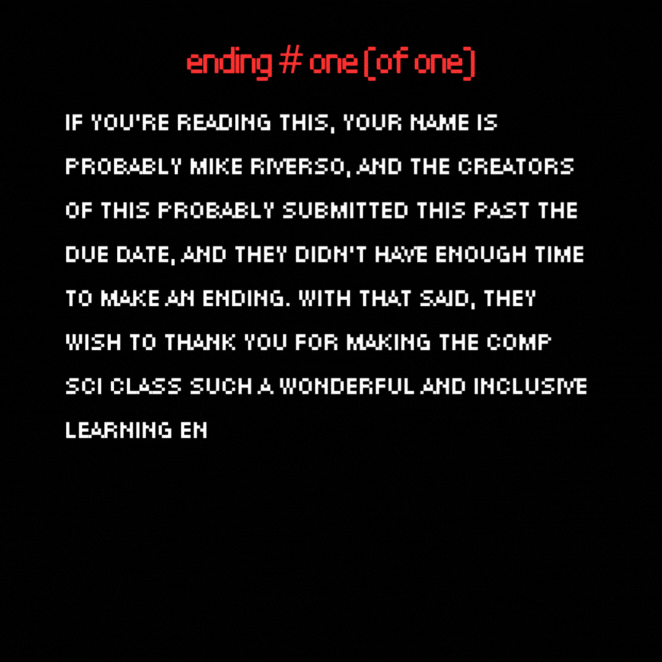 ending # one (of one)
IF YOU'RE READING THIS, YOUR NAME IS
PROBABLY MIKE RIVERSO, AND THE CREATORS
OF THIS PROBABLY SUBMITTED THIS PAST THE
DUE DATE, AND THEY DIDN'T HAVE ENOUGH TIME
TO MAKE AN ENDING. WITH THAT SAID, THEY
WISH TO THANK YOU FOR MAKING THE COMP
SCI CLASS SUCH A WONDERFUL AND INCLUSIVE
LEARNING EN